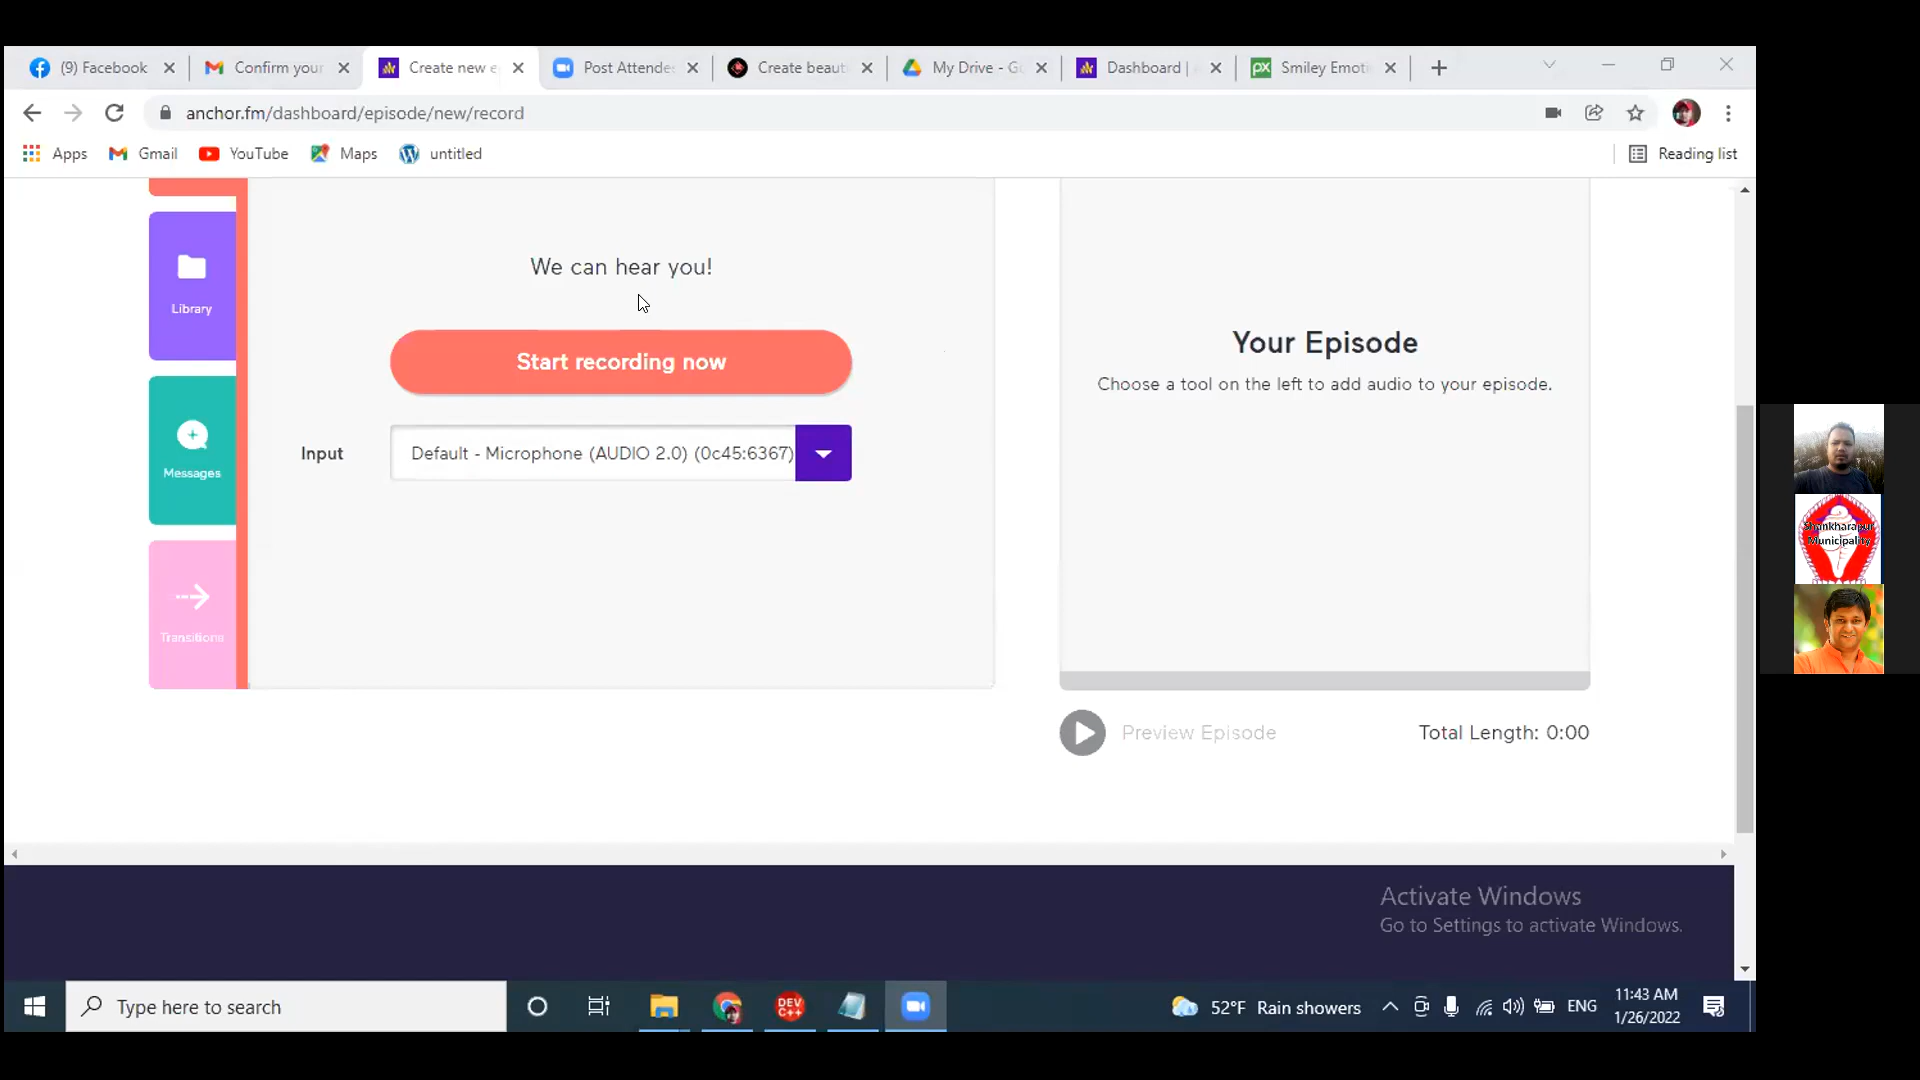 (9) Facebook
Confirm your
Create new e
Post Attende
Create beaut
My Drive - Go
Dashboard |
Smiley Emoti
anchor.fm/dashboard/episode/new/record
Apps
Gmail
YouTube
Maps
untitled
Reading list
Library
Messages
Transitions
We can hear you!
Start recording now
Input
Default - Microphone (AUDIO 2.0) (0c45:6367)
Your Episode
Choose a tool on the left to add audio to your episode.
Preview Episode
Total Length: 0:00
Shankharapur
Municipality
Activate Windows
Go to Settings to activate Windows.
Type here to search
DEV
C++
52°F Rain showers
ENG
11:43 AM
1/26/2022